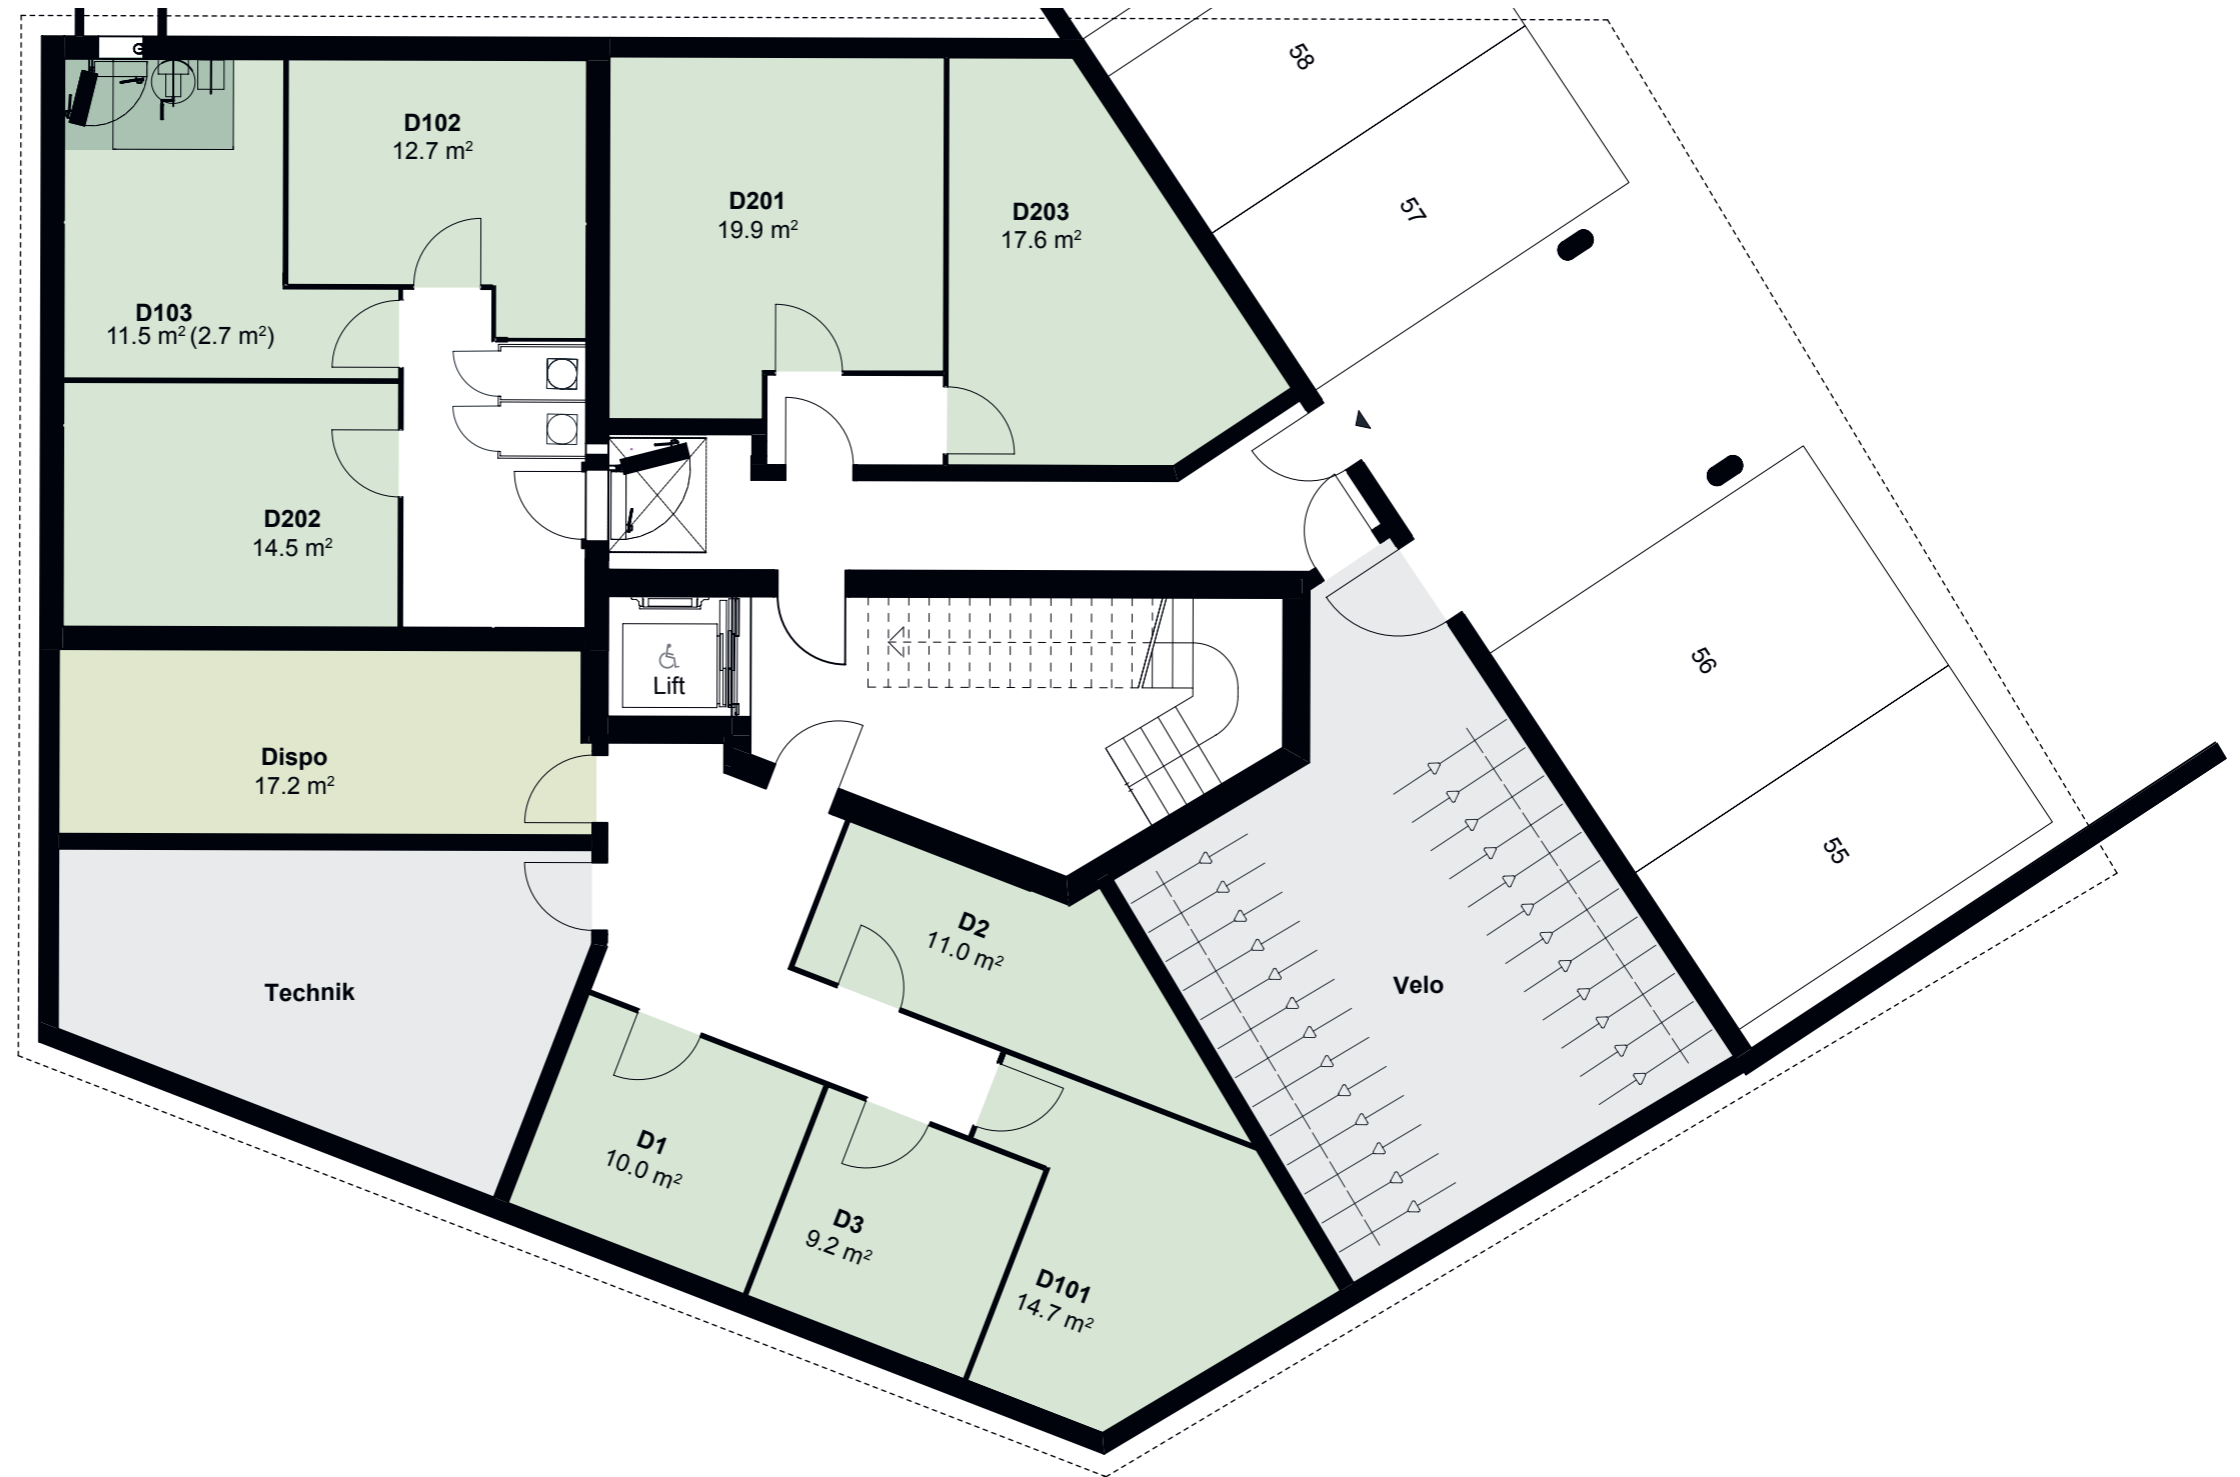 G
58
D102
12.7 m²
57
D201
19.9 m²
D203
17.6 m²
D103
11.5 m² (2.7 m²)
D202
14.5 m²
56
Lift
Dispo
17.2 m²
55
D2
11.0 m²
Technik
Velo
D1
10.0 m²
D3
9.2 m²
D101
14.7 m²